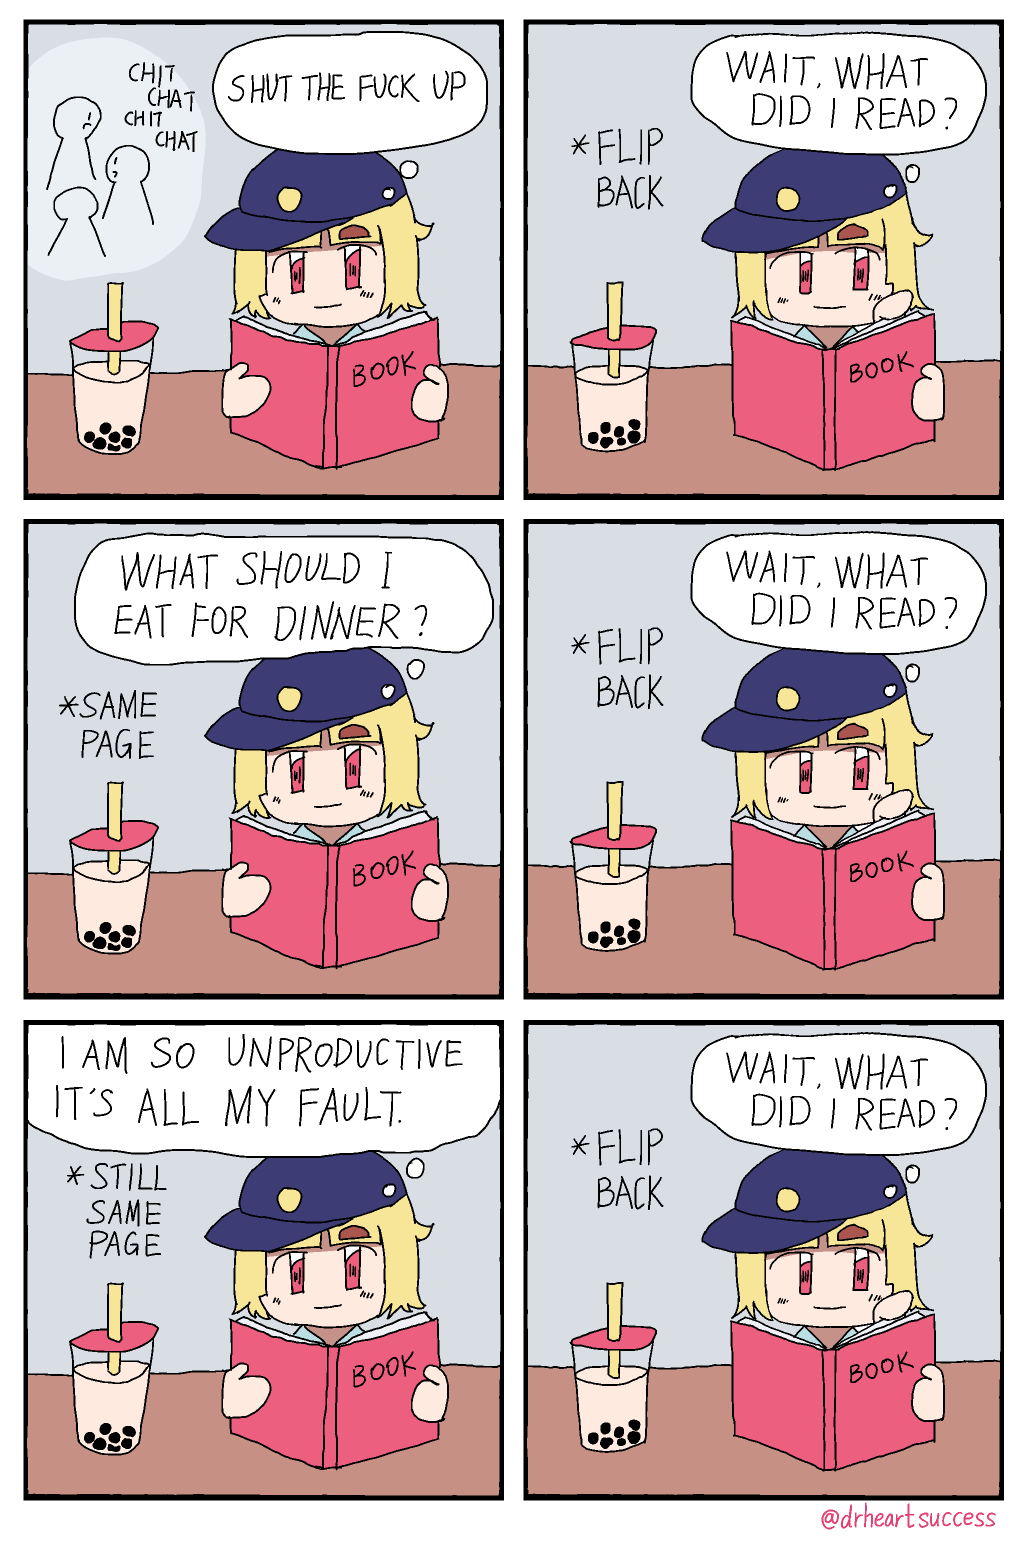 CHIT
CHAT
CHIT
CHAT
SHUT THE FUCK UP
BOOK
WAIT, WHAT
DID I READ?
*FLIP
BACK
BOOK
WHAT SHOULD I
EAT FOR DINNER?
*SAME
PAGE
BOOK
WAIT, WHAT
DID I READ?
*FLIP
BACK
BOOK
I AM SO UNPRODUCTIVE
IT'S ALL MY FAULT.
*STILL
SAME
PAGE
BOOK
WAIT, WHAT
DID I READ?
*FLIP
BACK
BOOK
@drheartsuccess